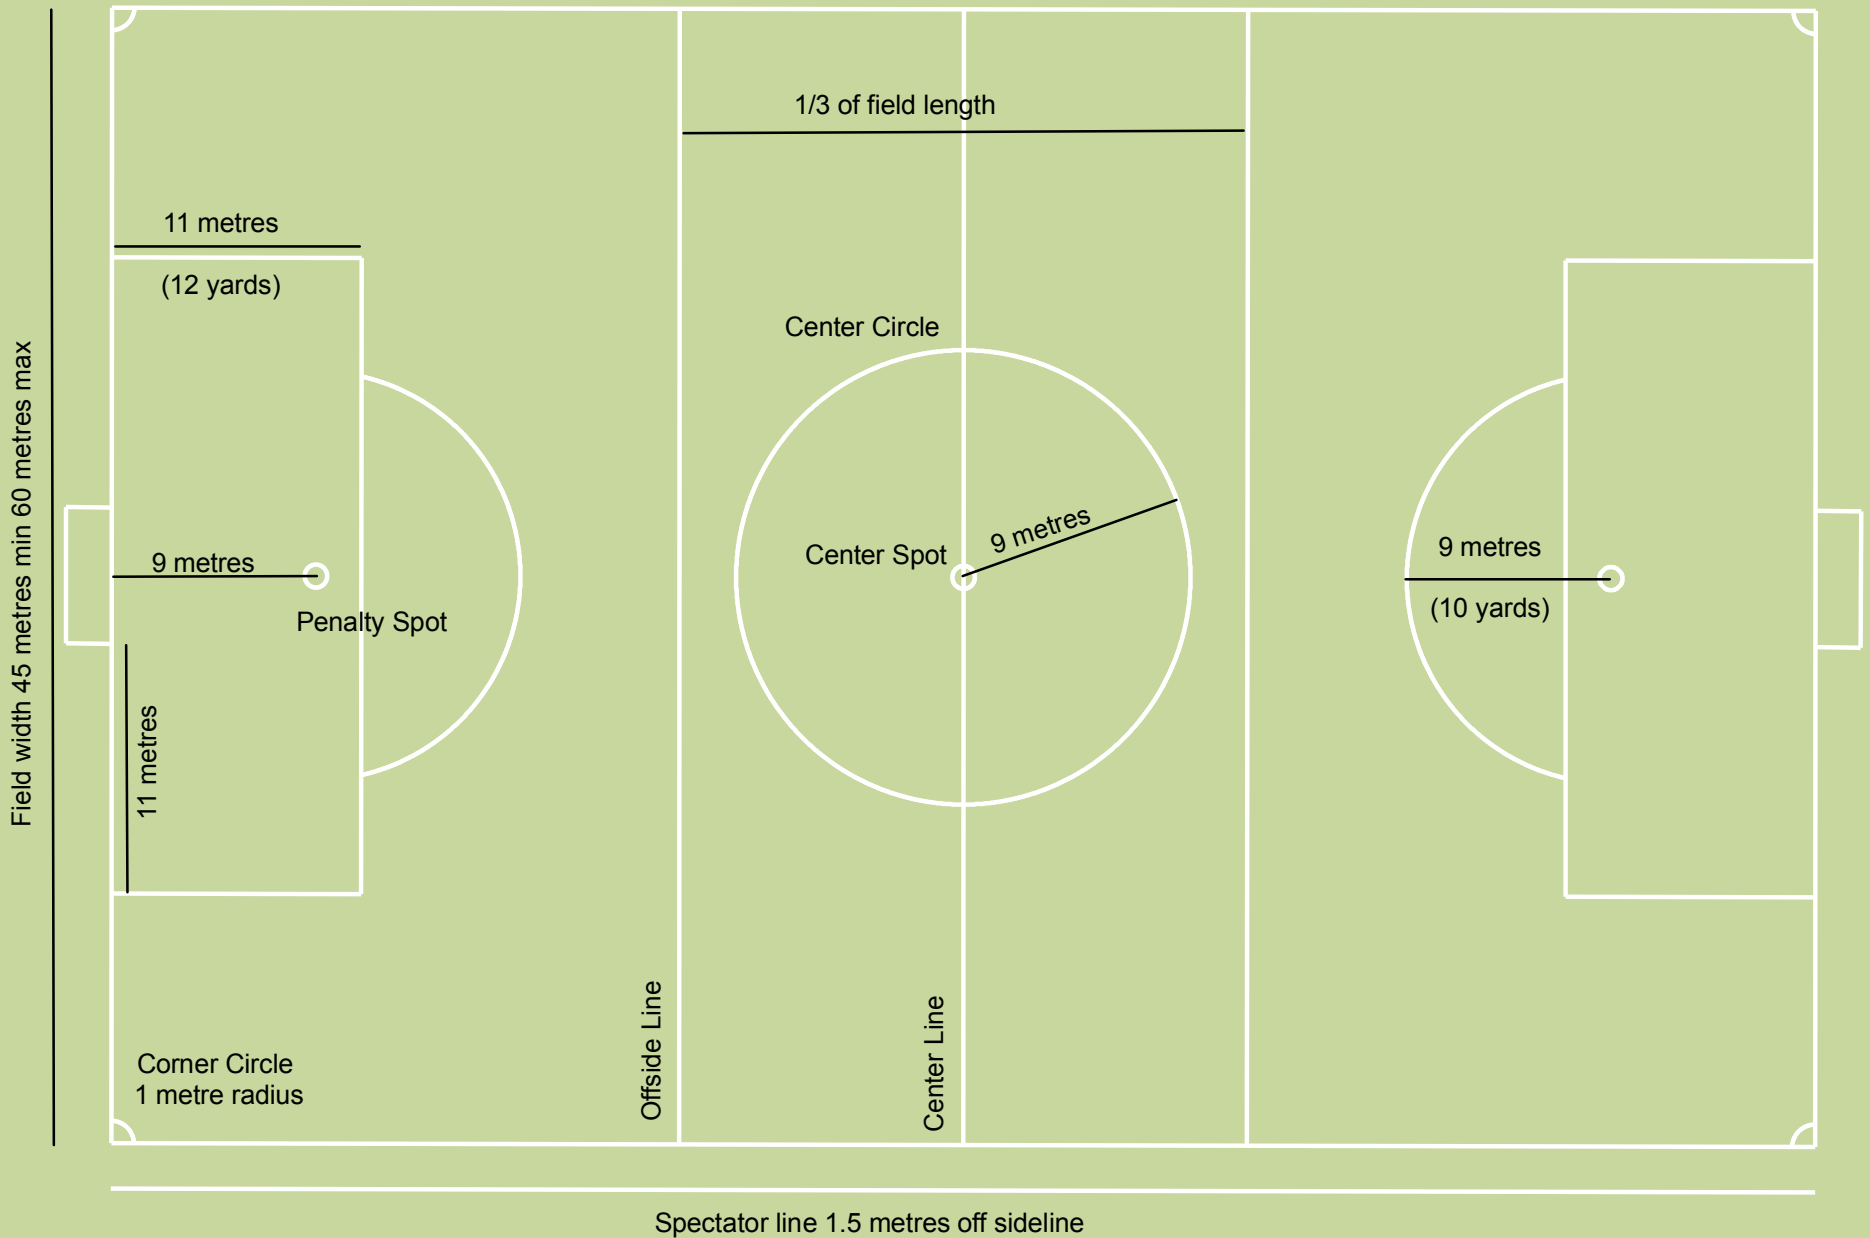 1/3 of field length
11 metres
(12 yards)
Center Circle
Field width 45 metres min 60 metres max
9 metres
Center Spot
9 metres
9 metres
(10 yards)
Penalty Spot
11 metres
Offside Line
Center Line
Corner Circle
1 metre radius
Spectator line 1.5 metres off sideline